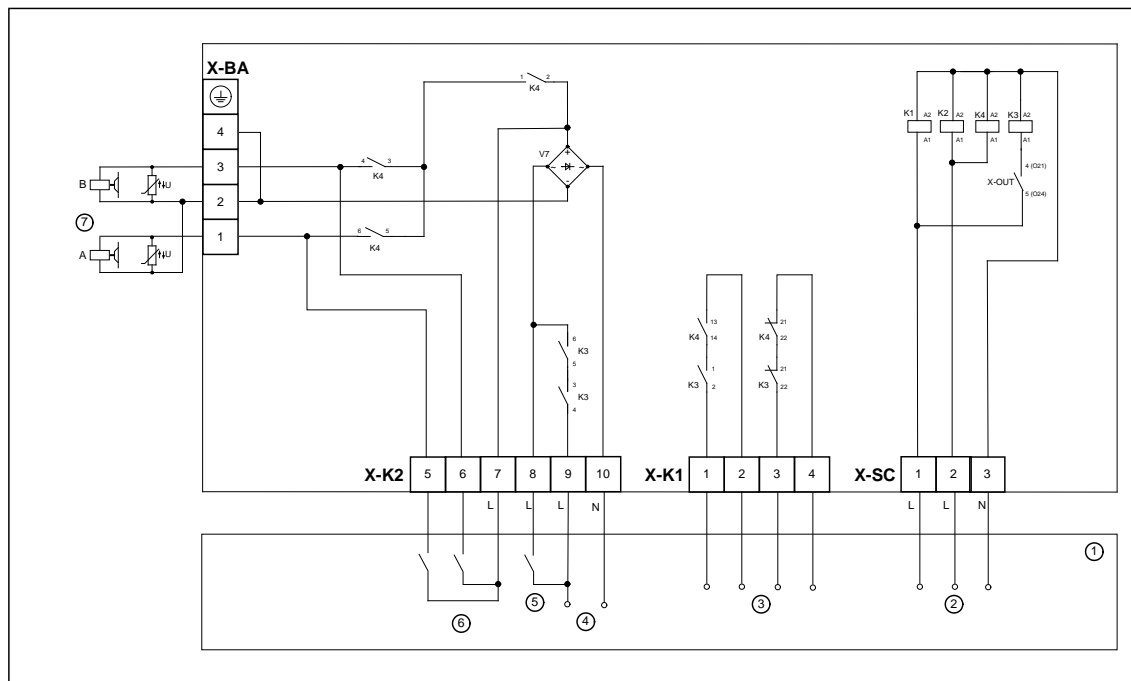 X-BA
4
3
2
1
B
U
7
A
U
1 2
K4
4 3
K4
6 5
K4
V7
+
~ ~
-
K1 A2 K2 A2 K4 A2 K3 A2
A1 A1 A1 A1
4 (O21)
X-OUT
5 (O24)
6
K3
5
3
K3
4
13
K4
14
1
K3
2
21
K4
22
21
K3
22
X-K2 5 6 7 8 9 10
X-K1 1 2 3 4
X-SC 1 2 3
L L L N
L L N
1
6
5
4
3
2